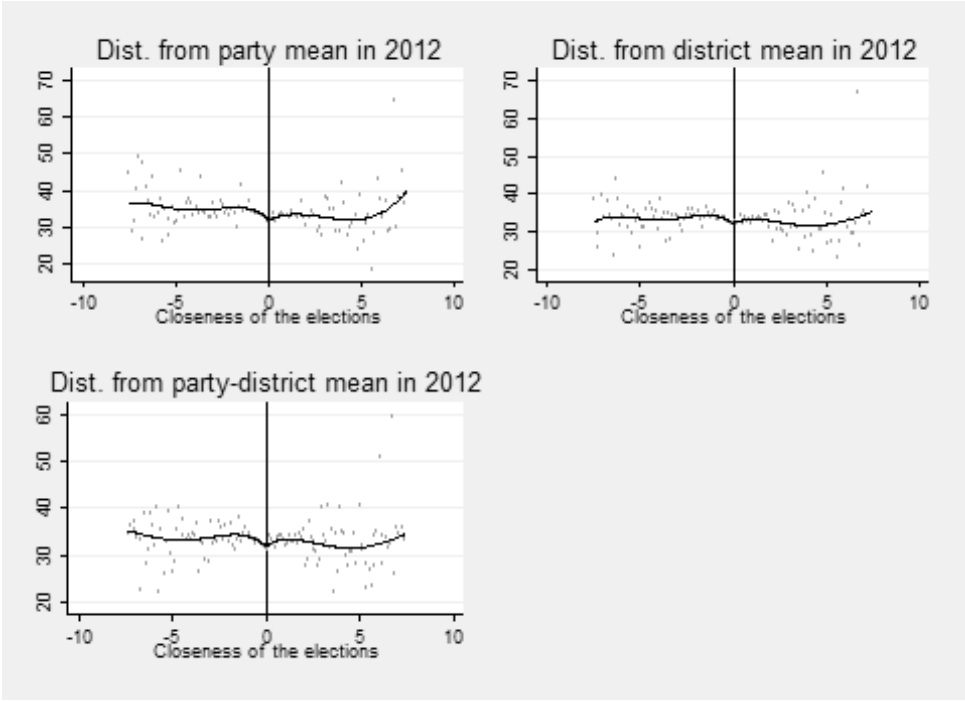 Dist. from party mean in 2012
70
60
50
40
30
20
-10 -5 0 5 10
Closeness of the elections
Dist. from district mean in 2012
70
60
50
40
30
20
-10 -5 0 5 10
Closeness of the elections
Dist. from party-district mean in 2012
60
50
40
30
20
-10 -5 0 5 10
Closeness of the elections